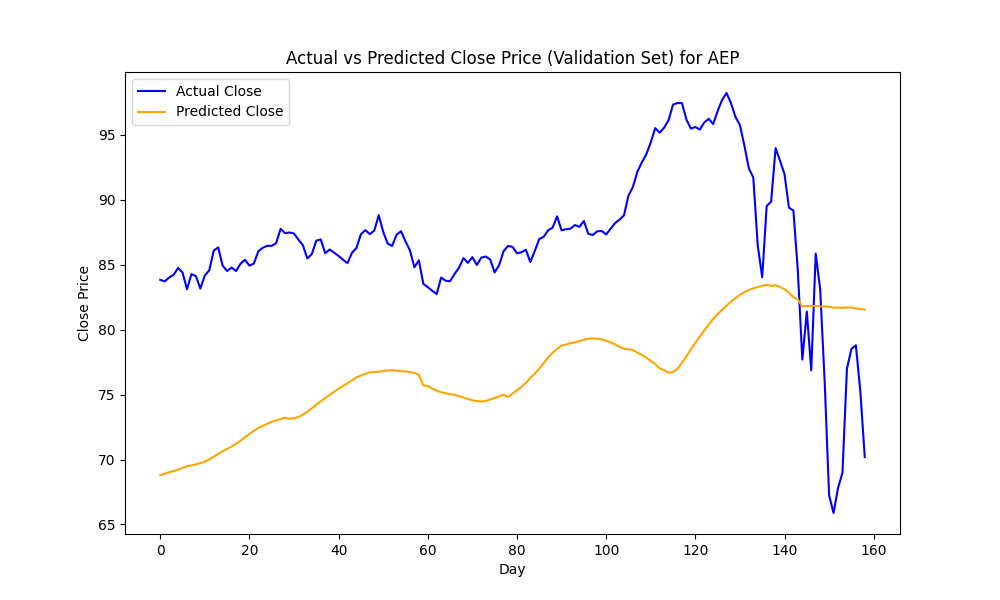 Actual vs Predicted Close Price (Validation Set) for AEP
Actual Close
Predicted Close
Close Price
95
90
85
80
75
70
65
0 20 40 60 80 100 120 140 160
Day